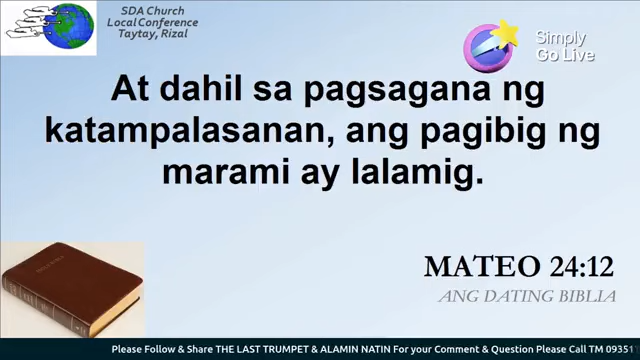 SDA Church
Local Conference
Taytay, Rizal
Simply
Go Live
At dahil sa pagsagana ng
katampalasanan, ang pagibig ng
marami ay lalamig.
MATEO 24:12
ANG DATING BIBLIA
Please Follow & Share THE LAST TRUMPET & ALAMIN NATIN For your Comment & Question Please Call TM 09351